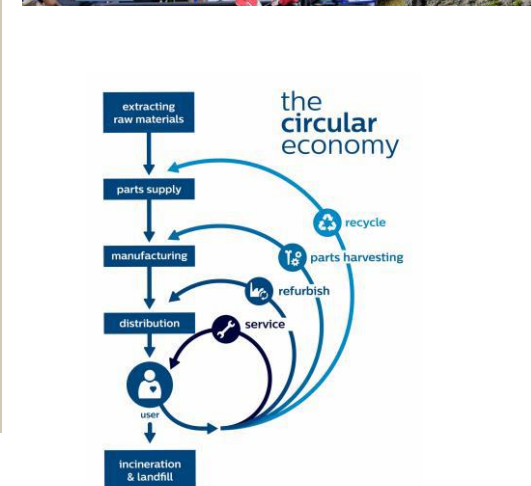 the
circular
economy
extracting
raw materials
parts supply
recycle
manufacturing
parts harvesting
refurbish
distribution
service
user
incineration
& landfill